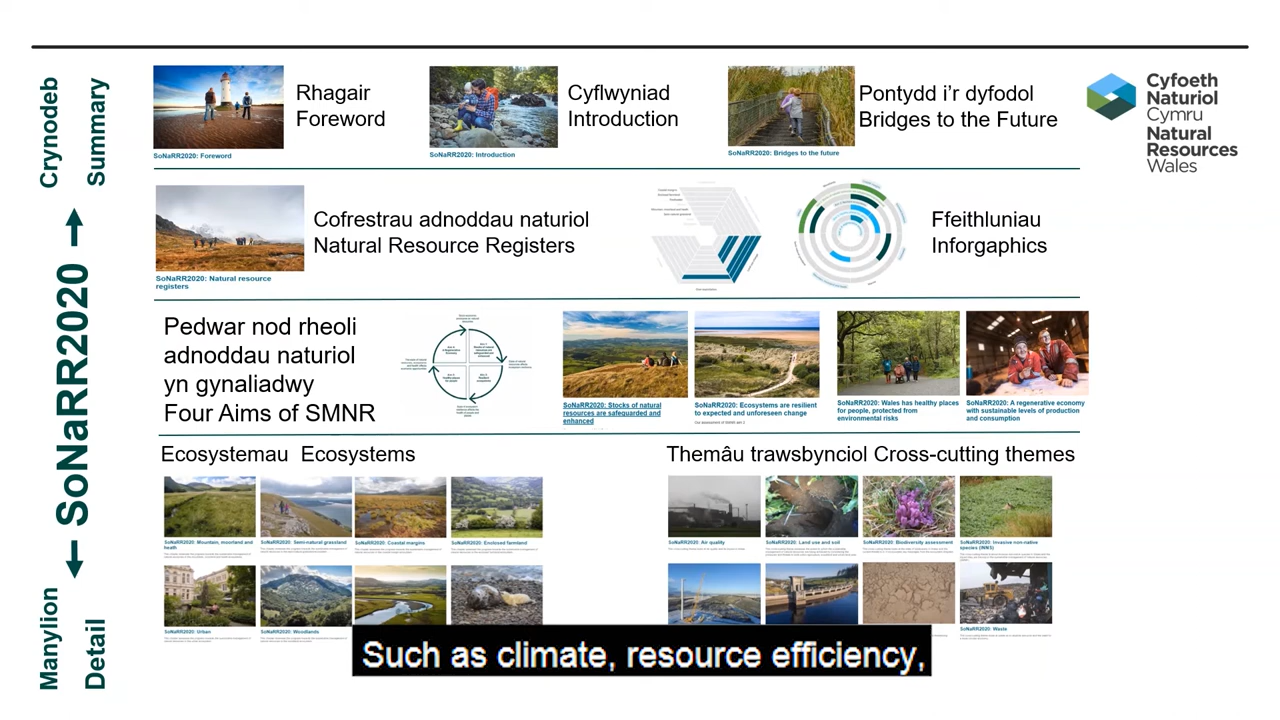 Crynodeb
Summary
SoNaRR2020
Manylion
Detail
Rhagair
Foreword
SoNaRR2020: Foreword
Cyflwyniad
Introduction
SoNaRR2020: Introduction
Pontydd i'r dyfodol
Bridges to the Future
SoNaRR2020: Bridges to the future
Cyfoeth
Naturiol
Cymru
Natural
Resources
Wales
Cofrestrau adnoddau naturiol
Natural Resource Registers
SoNaRR2020: Natural resource
registers
Ffeithluniau
Inforgaphics
Pedwar nod rheoli
adnoddau naturiol
yn gynaliadwy
Four Aims of SMNR
SoNaRR2020: Stocks of natural
resources are safeguarded and
enhanced
SoNaRR2020: Ecosystems are resilient
to expected and unforeseen change
Our assessment of SMNR aim 2
SoNaRR2020: Wales has healthy places
for people, protected from
environmental risks
SoNaRR2020: A regenerative economy
with sustainable levels of production
and consumption
Ecosystemau Ecosystems
SoNaRR2020: Mountain, moorland and
heath
SoNaRR2020: Semi-natural grassland
SoNaRR2020: Coastal margins
SoNaRR2020: Enclosed farmland
SoNaRR2020: Urban
SoNaRR2020: Woodlands
Themâu trawsbynciol Cross-cutting themes
SoNaRR2020: Air quality
SoNaRR2020: Land use and soil
SoNaRR2020: Biodiversity assessment
SoNaRR2020: Invasive non-native
species (INNS)
SoNaRR2020: Waste
Such as climate, resource efficiency,